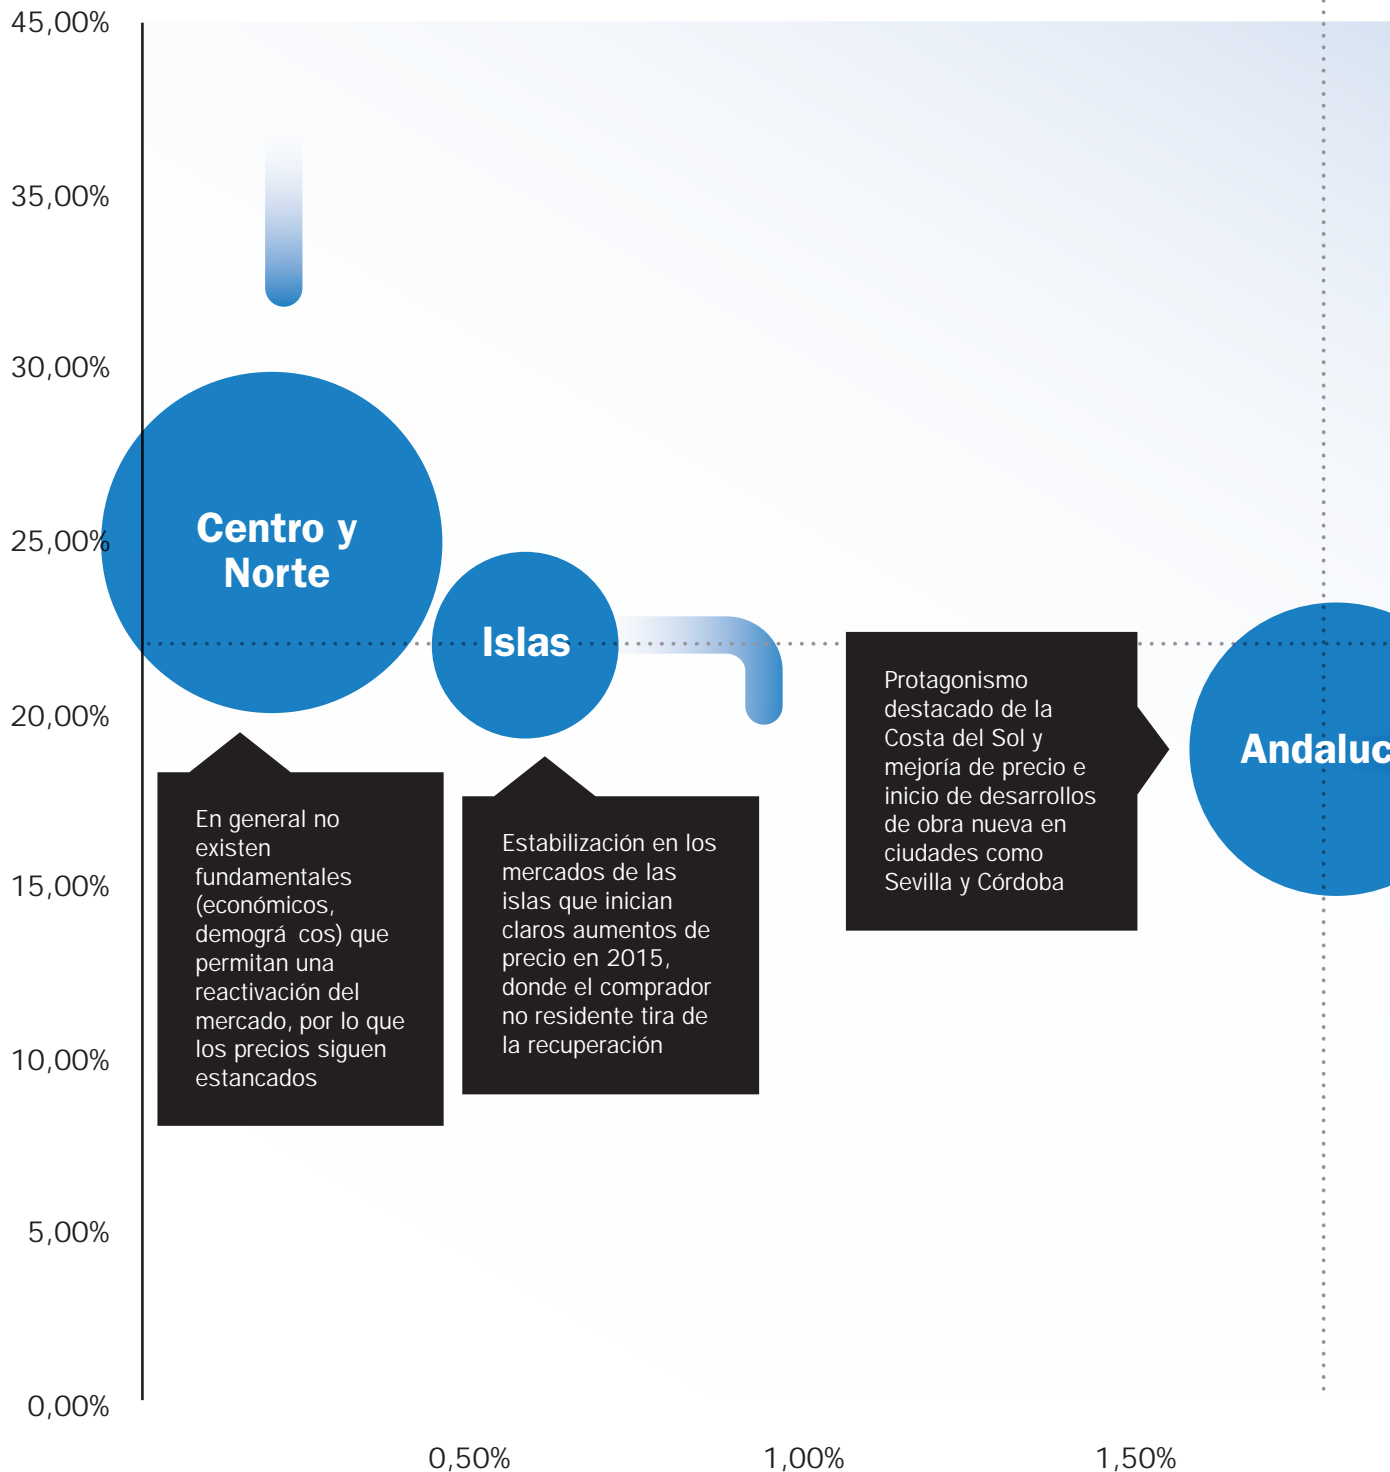 45,00%
35,00%
30,00%
25,00%
20,00%
15,00%
10,00%
5,00%
0,00%
Centro y
Norte
Islas
Andaluc
En general no
existen
fundamentales
(económicos,
demográ cos) que
permitan una
reactivación del
mercado, por lo que
los precios siguen
estancados
Estabilización en los
mercados de las
islas que inician
claros aumentos de
precio en 2015,
donde el comprador
no residente tira de
la recuperación
Protagonismo
destacado de la
Costa del Sol y
mejoría de precio e
inicio de desarrollos
de obra nueva en
ciudades como
Sevilla y Córdoba
0,50%
1,00%
1,50%